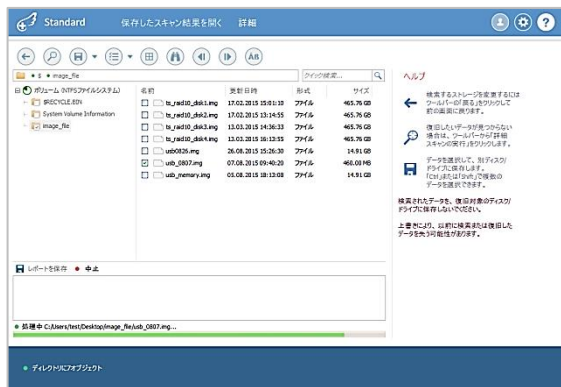 Standard 保存したスキャン結果を開く 詳細
$ image_file
クイック検索...
ボリューム (NTFSファイルシステム)
$RECYCLE.BIN
System Volume Information
image_file
名前 更新日時 形式 サイズ
ts_raid10_disk1.img 17.02.2015 15:01:10 ファイル 465.76 GB
ts_raid10_disk2.img 17.02.2015 13:14:55 ファイル 465.76 GB
ts_raid10_disk3.img 13.03.2015 14:36:33 ファイル 465.76 GB
ts_raid10_disk4.img 13.03.2015 16:13:55 ファイル 465.76 GB
usb0826.img 26.08.2015 15:26:30 ファイル 14.91 GB
usb_0807.img 07.08.2015 09:40:20 ファイル 460.00 MB
usb_memory.img 03.08.2015 18:13:08 ファイル 14.91 GB
ヘルプ
検索するストレージを変更するには
ツールバーの「戻る」をクリックして
前の画面に戻ります。
復旧したいデータが見つからない
場合は、ツールバーから「詳細
スキャンの実行」をクリックします。
データを選択して、別ディスク/
ドライブに保存します。
「Ctrl」または「Shift」で複数の
データを選択できます。
検索されたデータを、復旧対象のディスク/
ドライブに保存しないでください。
上書きにより、以前に検索または復旧した
データを失う可能性があります。
レポートを保存 中止
処理中 C:/Users/test/Desktop/image_file/usb_0807.img...
ディレクトリに7オブジェクト